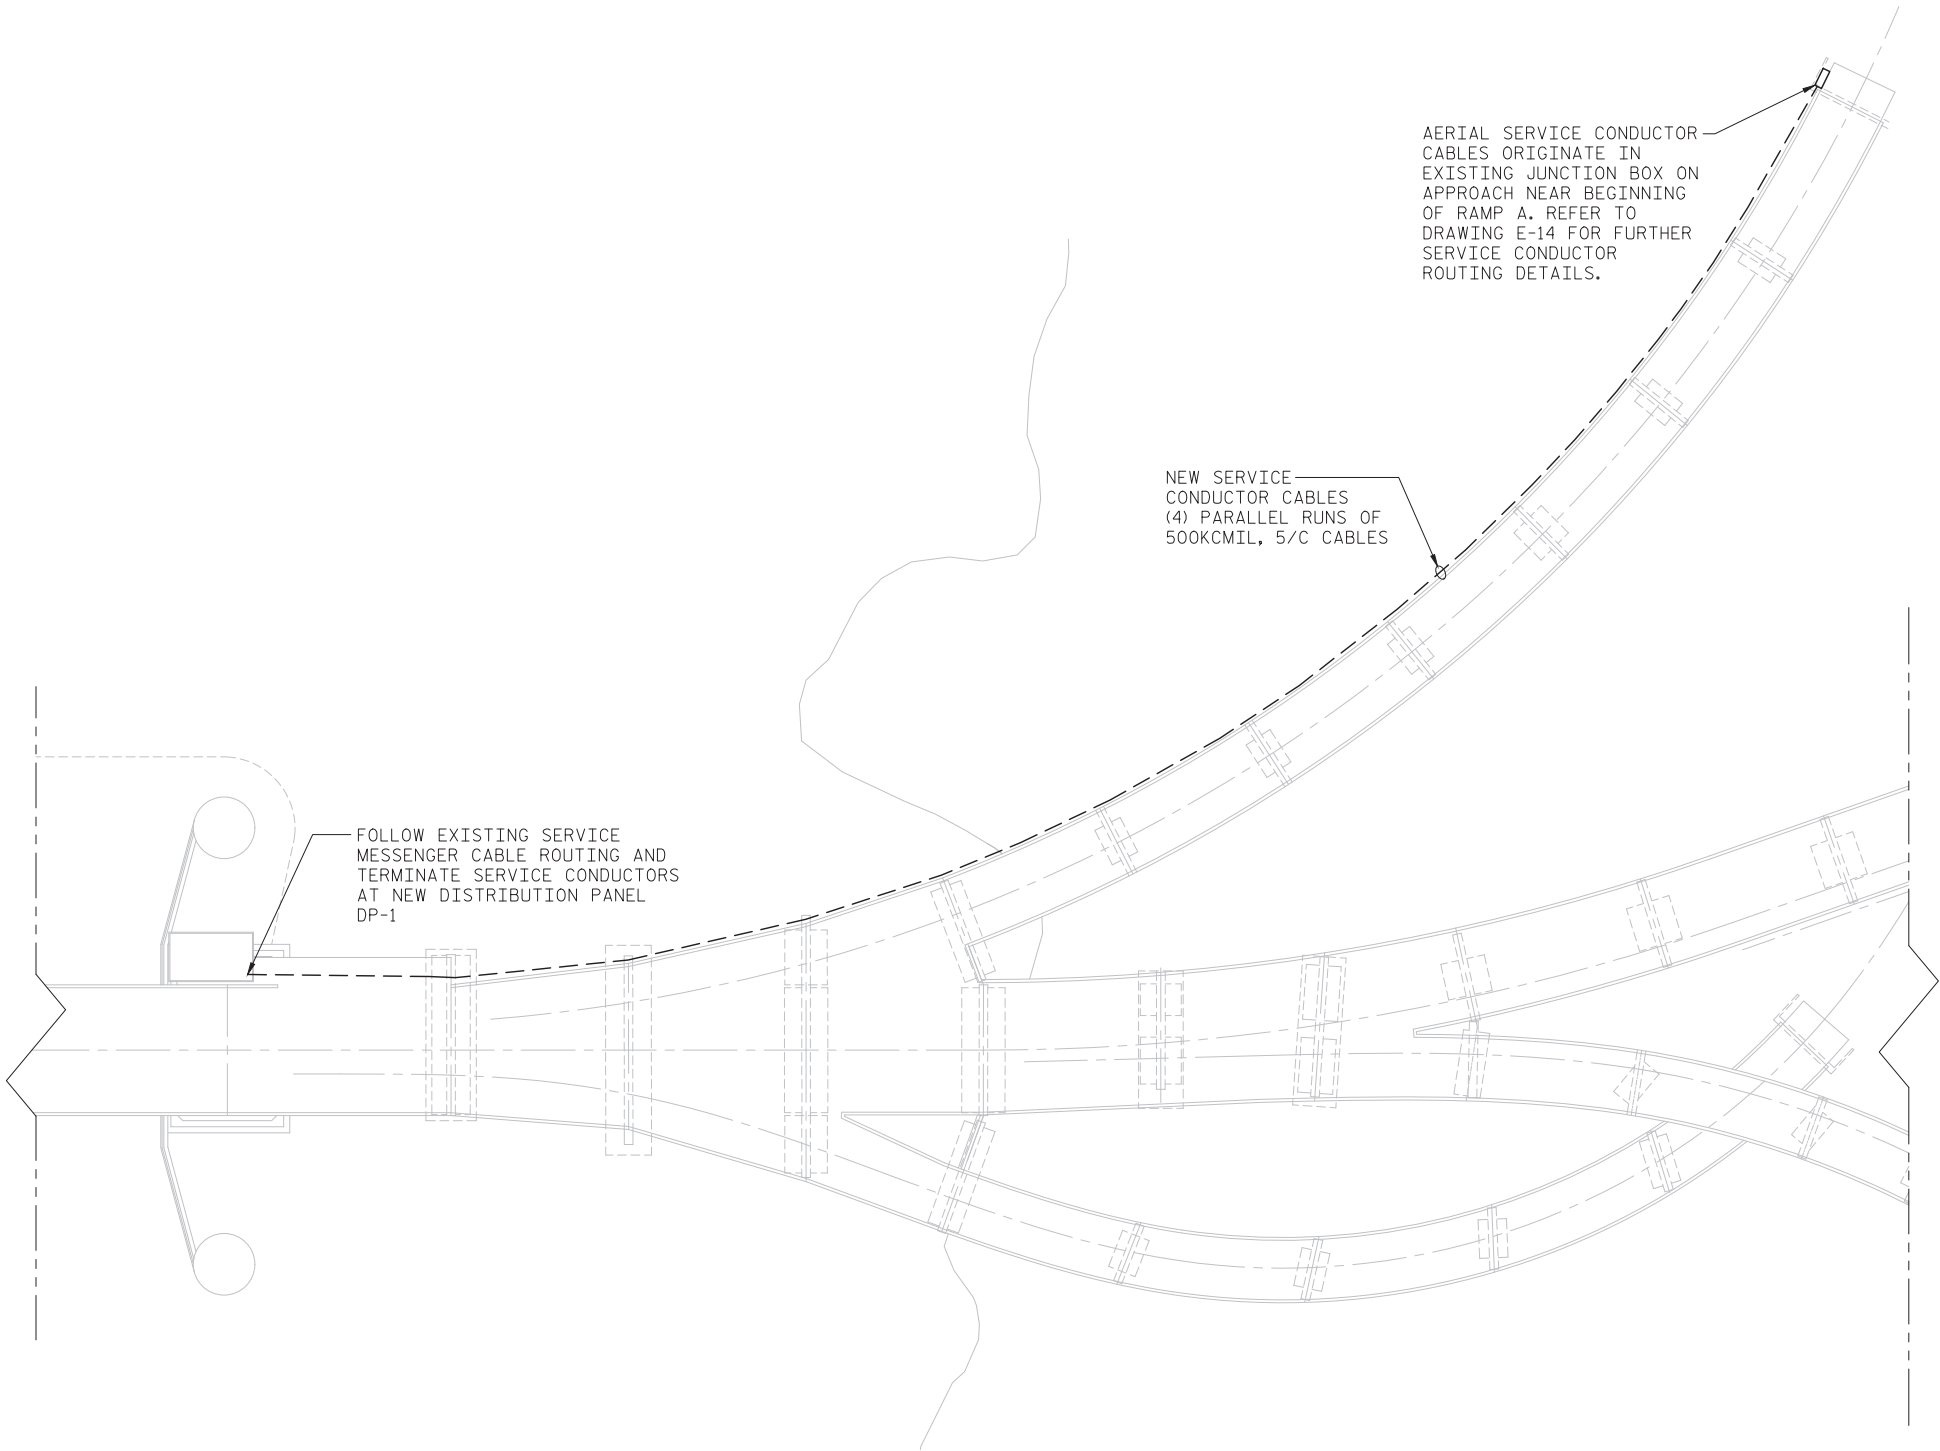 AERIAL SERVICE CONDUCTOR
CABLES ORIGINATE IN
EXISTING JUNCTION BOX ON
APPROACH NEAR BEGINNING
OF RAMP A. REFER TO
DRAWING E-14 FOR FURTHER
SERVICE CONDUCTOR
ROUTING DETAILS.
NEW SERVICE
CONDUCTOR CABLES
(4) PARALLEL RUNS OF
500KCMIL, 5/C CABLES
FOLLOW EXISTING SERVICE
MESSENGER CABLE ROUTING AND
TERMINATE SERVICE CONDUCTORS
AT NEW DISTRIBUTION PANEL
DP-1